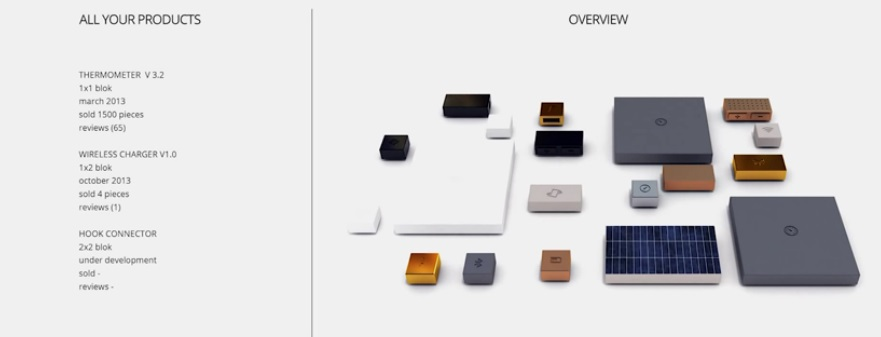 ALL YOUR PRODUCTS
THERMOMETER V 3.2
1x1 blok
march 2013
sold 1500 pieces
reviews (65)
WIRELESS CHARGER V1.0
1x2 blok
october 2013
sold 4 pieces
reviews (1)
HOOK CONNECTOR
2x2 blok
under development
sold -
reviews -
OVERVIEW